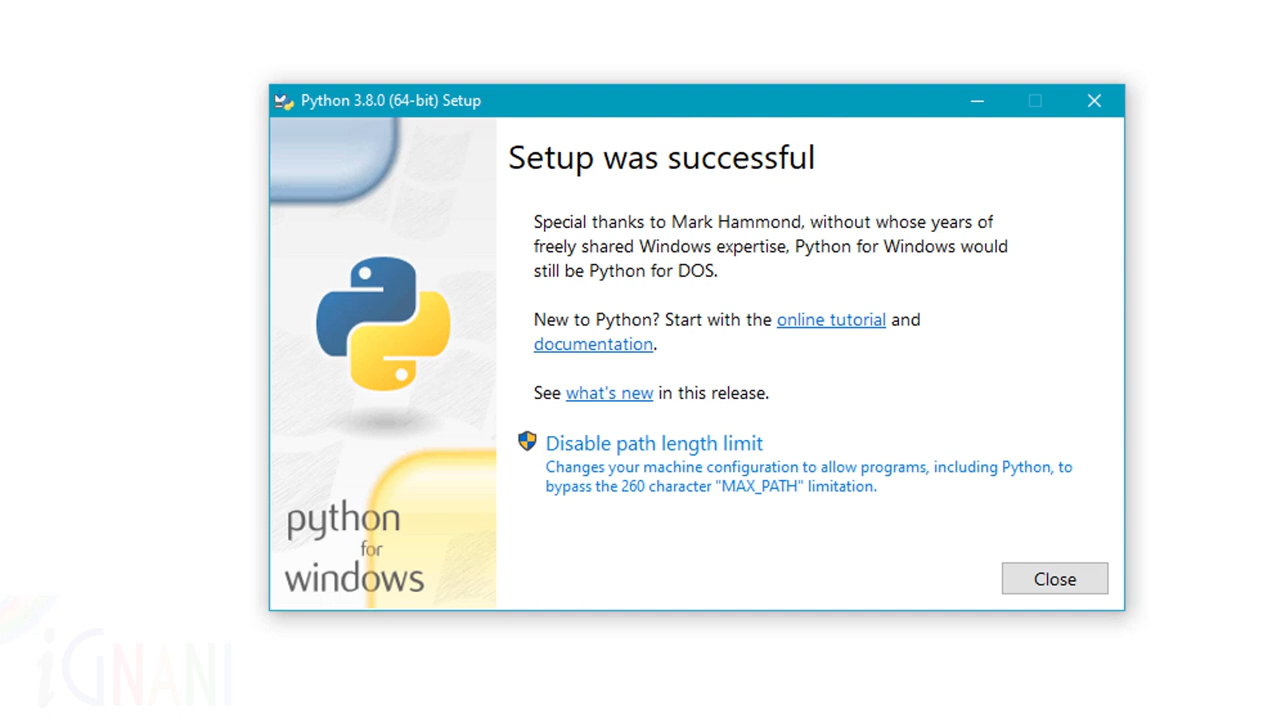 Python 3.8.0 (64-bit) Setup
Setup was successful
Special thanks to Mark Hammond, without whose years of
freely shared Windows expertise, Python for Windows would
still be Python for DOS.
New to Python? Start with the online tutorial and
documentation.
See what's new in this release.
Disable path length limit
Changes your machine configuration to allow programs, including Python, to
bypass the 260 character "MAX_PATH" limitation.
python
for
windows
Close
iGNANI